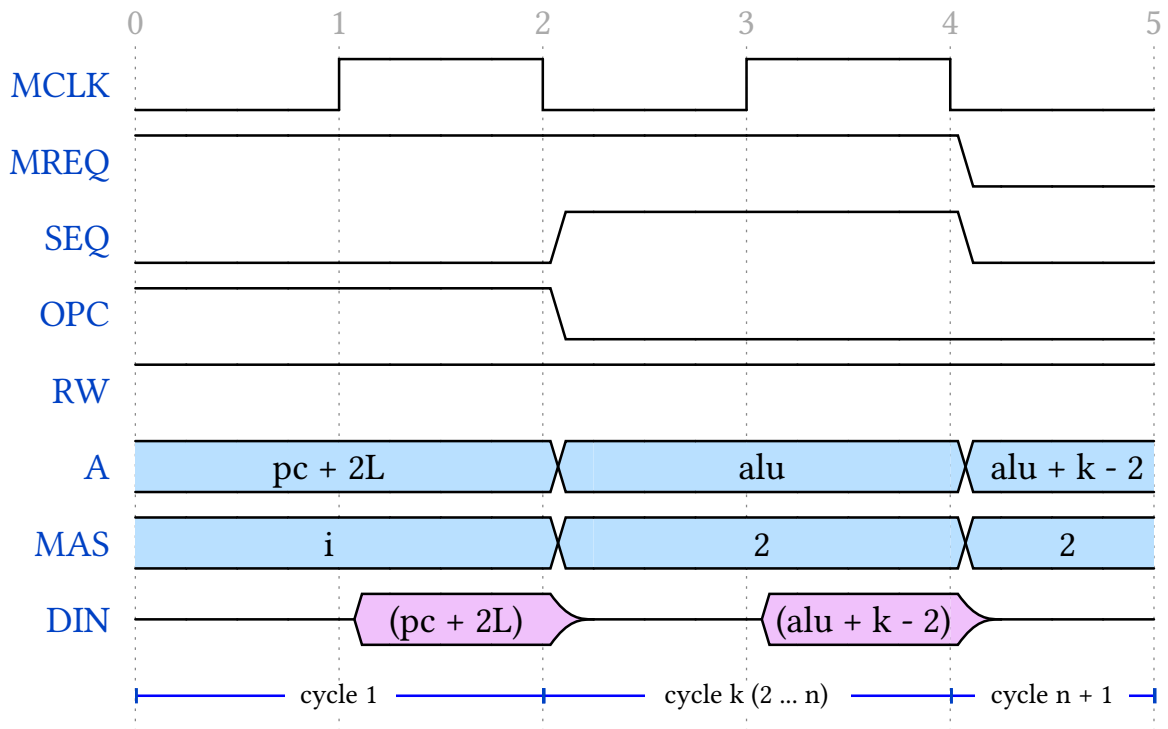 0 1 2 3 4 5
MCLK
MREQ
SEQ
OPC
RW
A pc + 2L alu alu + k - 2
MAS i 2 2
DIN (pc + 2L) (alu + k - 2)
cycle 1 cycle k (2 ... n) cycle n + 1